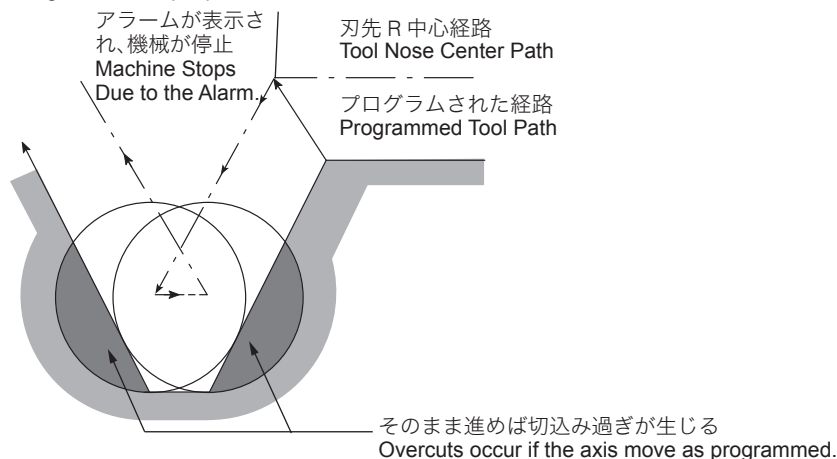 アラームが表示さ
れ、機械が停止
Machine Stops
Due to the Alarm.
刃先 R 中心経路
Tool Nose Center Path
プログラムされた経路
Programmed Tool Path
そのまま進めば切込み過ぎが生じる
Overcuts occur if the axis move as programmed.